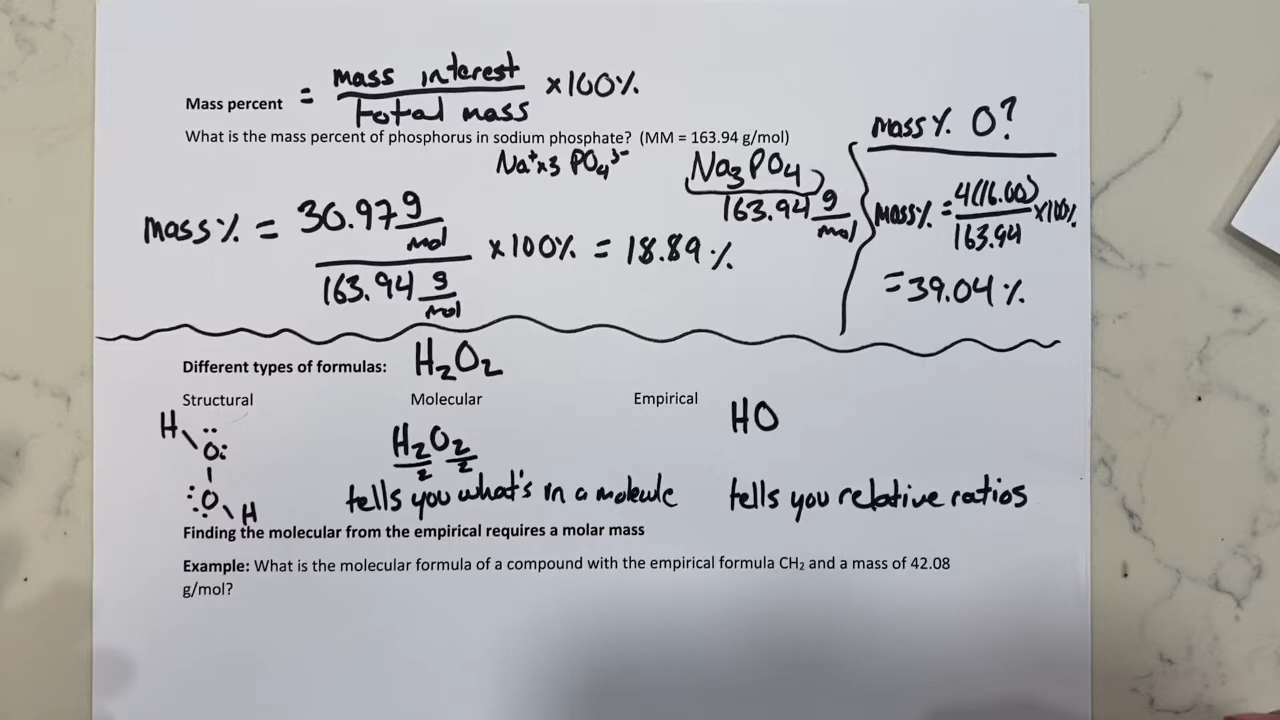 Mass percent = mass interest / total mass ×100%
What is the mass percent of phosphorus in sodium phosphate? (MM = 163.94 g/mol)
Na⁺×3 PO₄³⁻
Na₃PO₄
163.94 g/mol
mass % = 30.97 g/mol / 163.94 g/mol ×100% = 18.89 %
mass %. O?
mass % = 4(16.00) / 163.94 ×100%
= 39.04 %
Different types of formulas: H₂O₂
Structural Molecular Empirical
H
O
O
H
H₂O₂
2 2
HO
tells you what's in a molecule
tells you relative ratios
Finding the molecular from the empirical requires a molar mass
Example: What is the molecular formula of a compound with the empirical formula CH₂ and a mass of 42.08
g/mol?